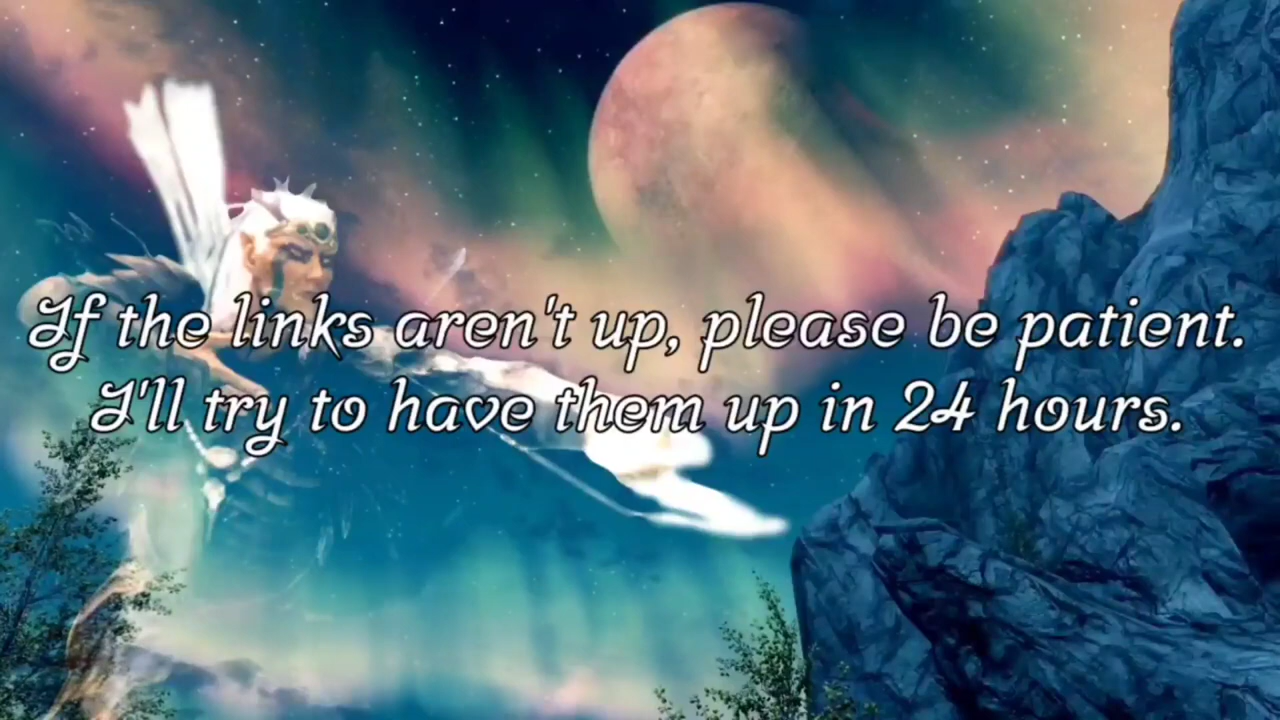 If the links aren't up, please be patient.
I'll try to have them up in 24 hours.